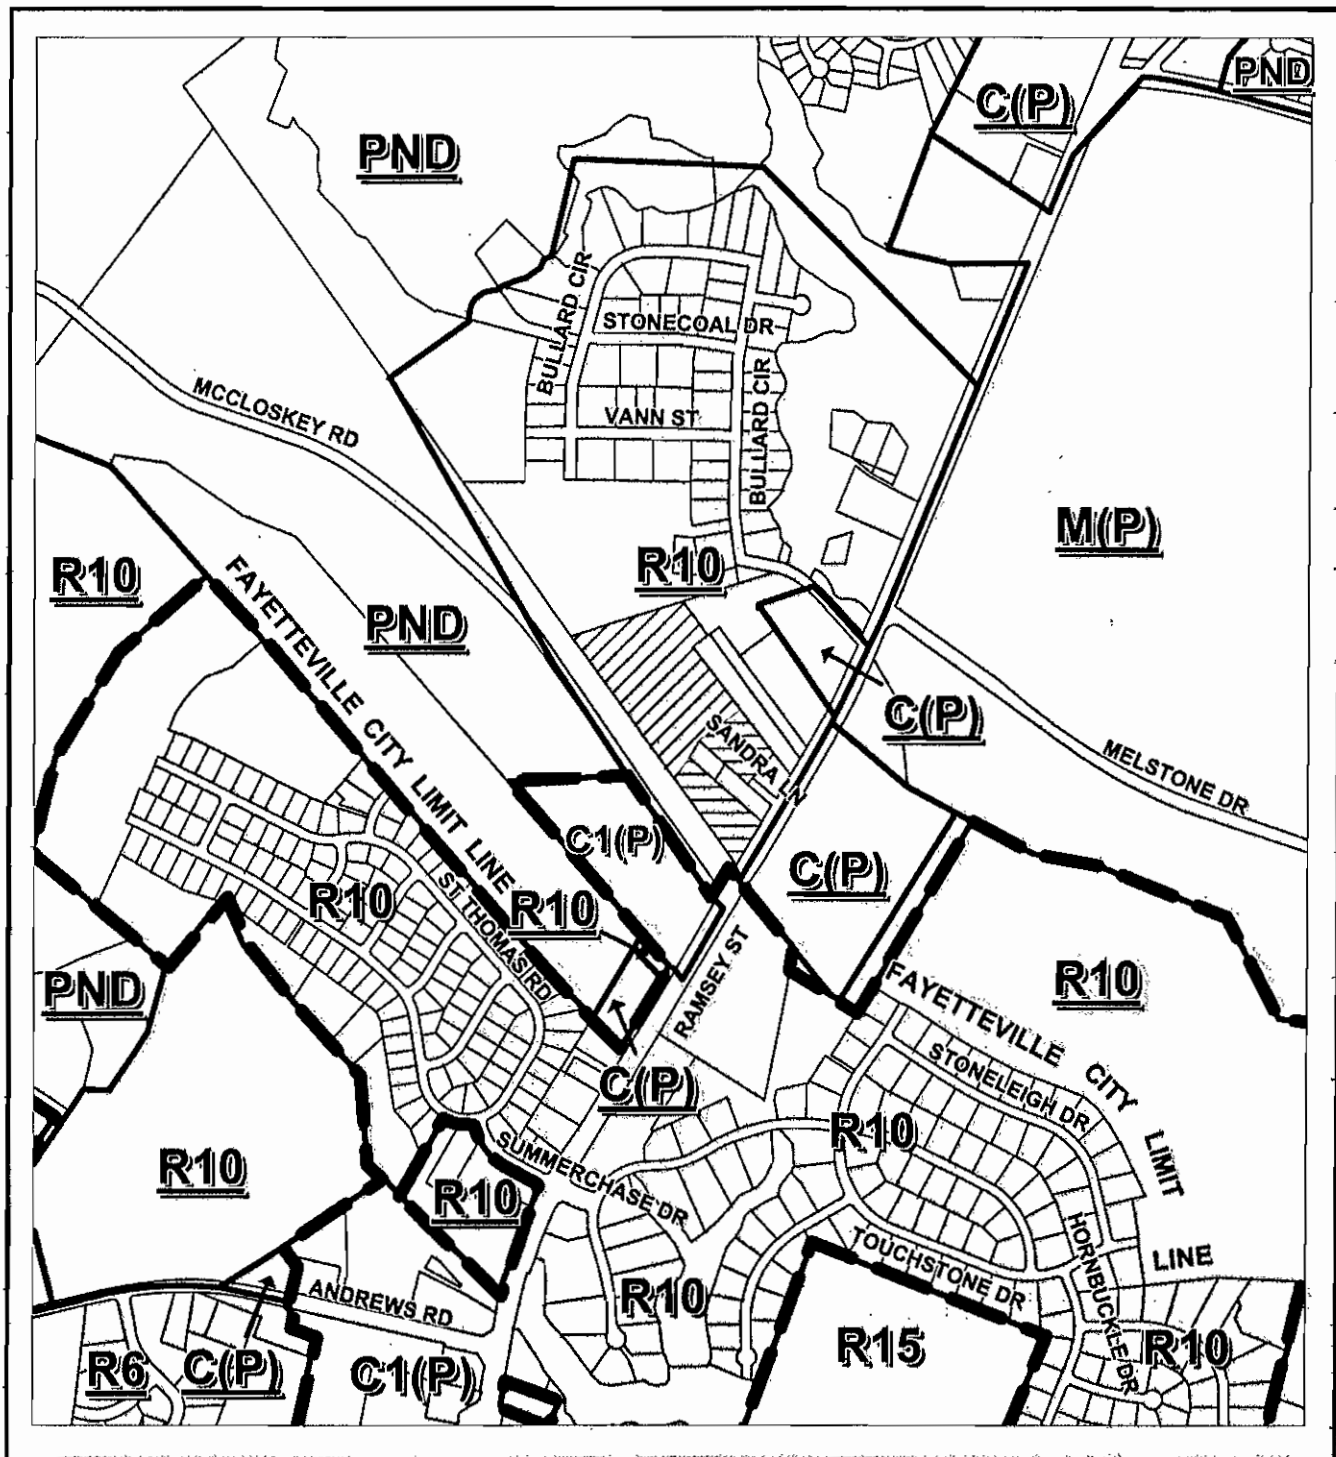 PND
C(P)
PND
BULLARD CIR
STONECOAL DR
MCCLOSKEY RD
VANN ST
BULLARD CIR
M(P)
R10
R10
FAYETTEVILLE CITY LIMIT LINE
PND
C(P)
SANDRA LN
MELSTONE DR
C1(P)
C(P)
R10
ST THOMAS RD
R10
RAMSEY ST
PND
R10
FAYETTEVILLE CITY LIMIT LINE
STONELEIGH DR
C(P)
R10
R10
SUMMERCHASE DR
R10
HORNBUCKLE DR
TOUCHSTONE DR
ANDREWS RD
R10
R15
R10
R6
C(P)
C1(P)